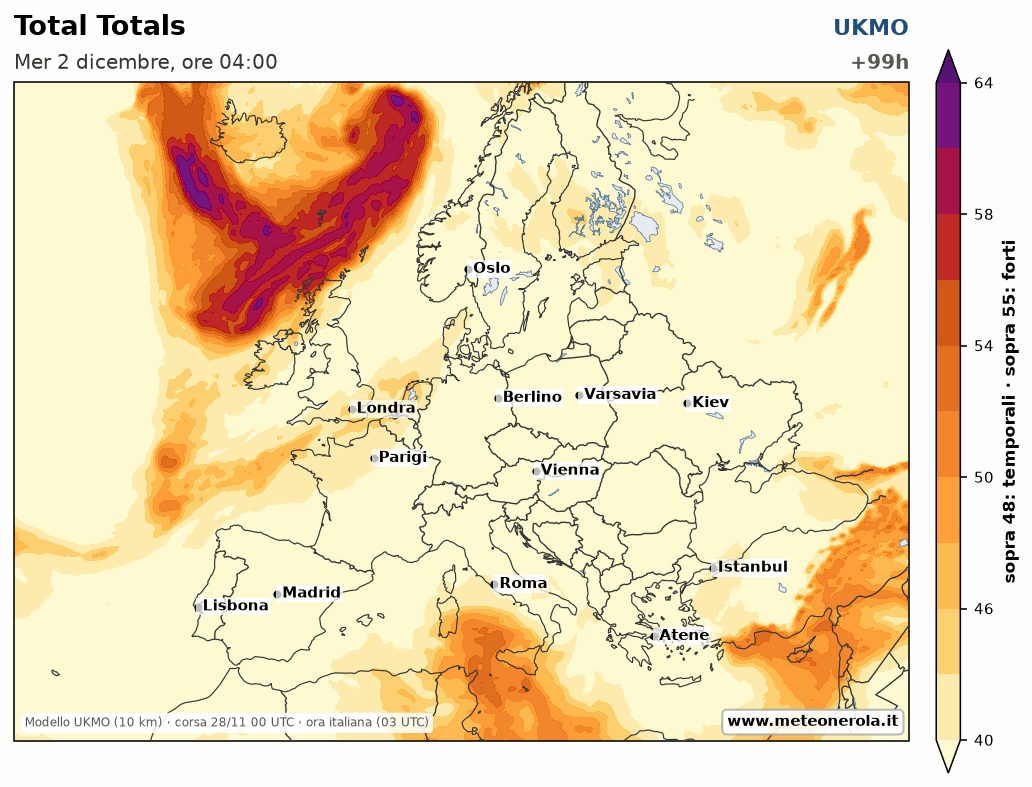 Total Totals
UKMO
Mer 2 dicembre, ore 04:00
+99h
64
58
54
50
46
40
sopra 48: temporali · sopra 55: forti
Oslo
Berlino
Varsavia
Kiev
Londra
Parigi
Vienna
Istanbul
Roma
Madrid
Lisbona
Atene
Modello UKMO (10 km) · corsa 28/11 00 UTC · ora italiana (03 UTC)
www.meteonerola.it